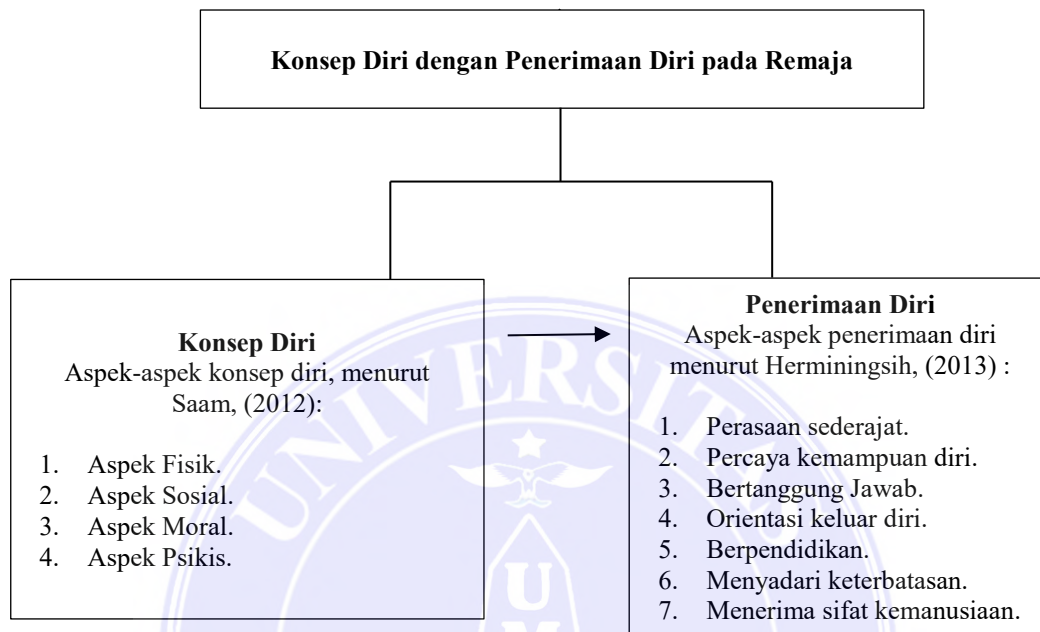 Konsep Diri dengan Penerimaan Diri pada Remaja
Konsep Diri
Aspek-aspek konsep diri, menurut
Saam, (2012):
1. Aspek Fisik.
2. Aspek Sosial.
3. Aspek Moral.
4. Aspek Psikis.
Penerimaan Diri
Aspek-aspek penerimaan diri
menurut Herminingsih, (2013) :
1. Perasaan sederajat.
2. Percaya kemampuan diri.
3. Bertanggung Jawab.
4. Orientasi keluar diri.
5. Berpendidikan.
6. Menyadari keterbatasan.
7. Menerima sifat kemanusiaan.
UNIVERSITAS
U